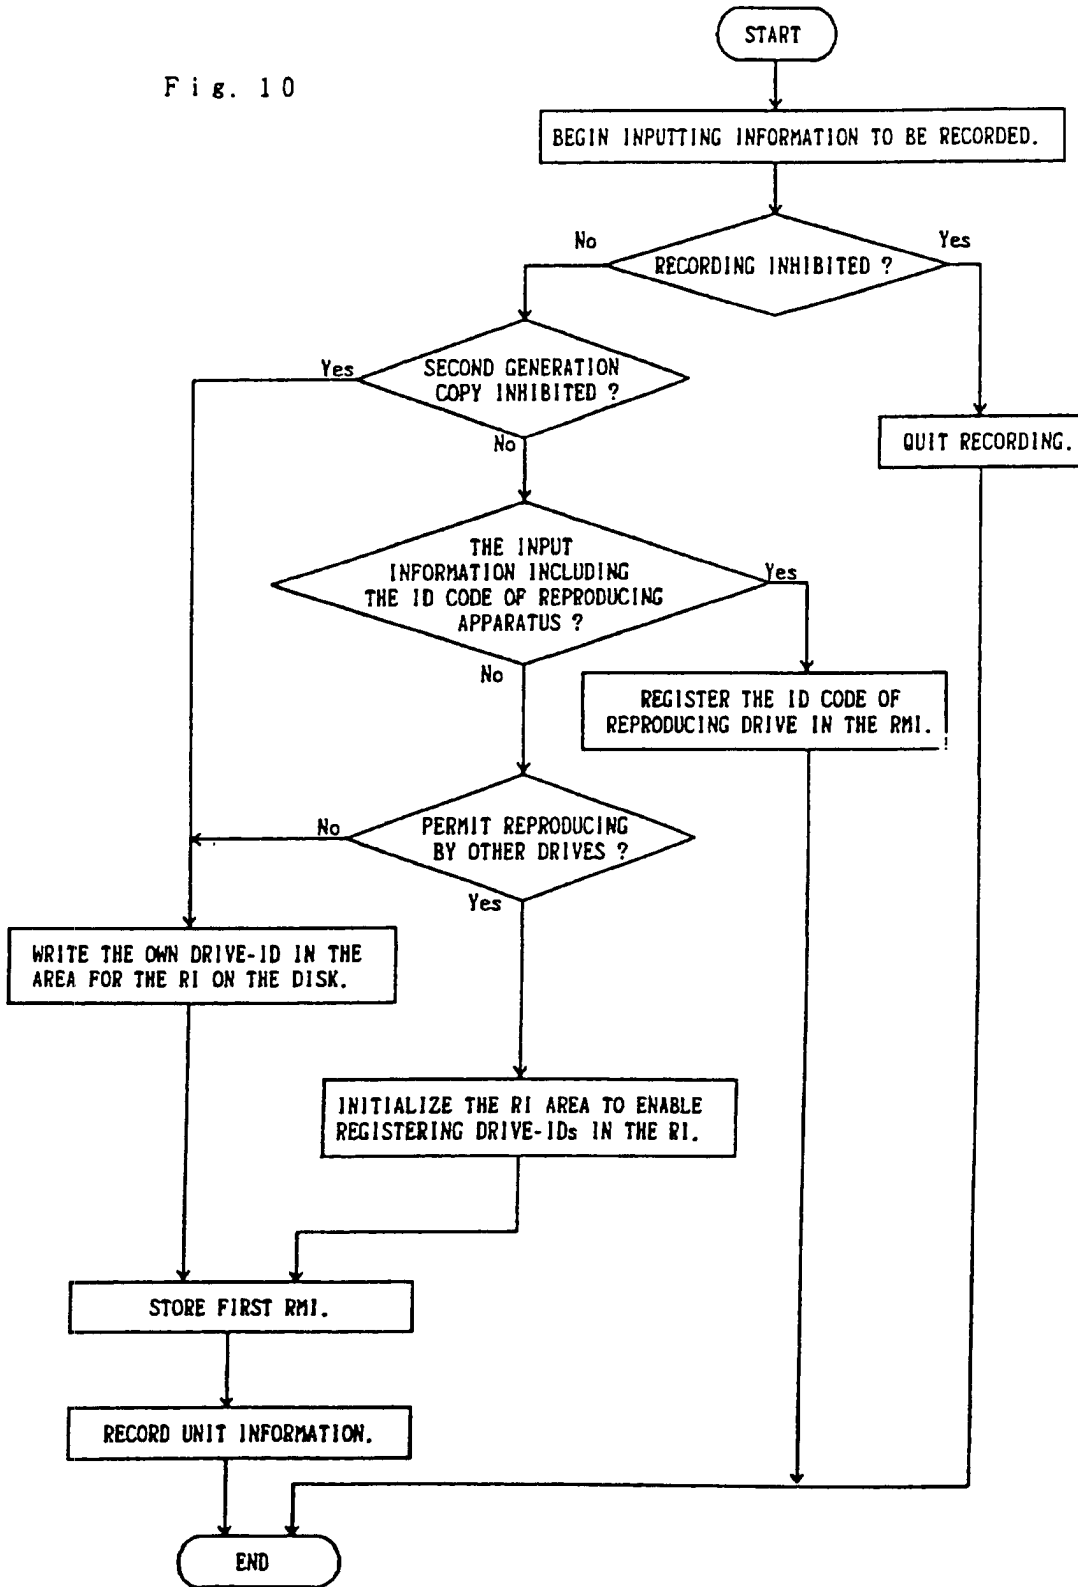 Fig. 10
START
BEGIN INPUTTING INFORMATION TO BE RECORDED.
No
Yes
RECORDING INHIBITED ?
Yes
SECOND GENERATION
COPY INHIBITED ?
No
QUIT RECORDING.
THE INPUT
INFORMATION INCLUDING
THE ID CODE OF REPRODUCING
APPARATUS ?
Yes
No
REGISTER THE ID CODE OF
REPRODUCING DRIVE IN THE RMI.
No
PERMIT REPRODUCING
BY OTHER DRIVES ?
Yes
WRITE THE OWN DRIVE-ID IN THE
AREA FOR THE RI ON THE DISK.
INITIALIZE THE RI AREA TO ENABLE
REGISTERING DRIVE-IDs IN THE RI.
STORE FIRST RMI.
RECORD UNIT INFORMATION.
END